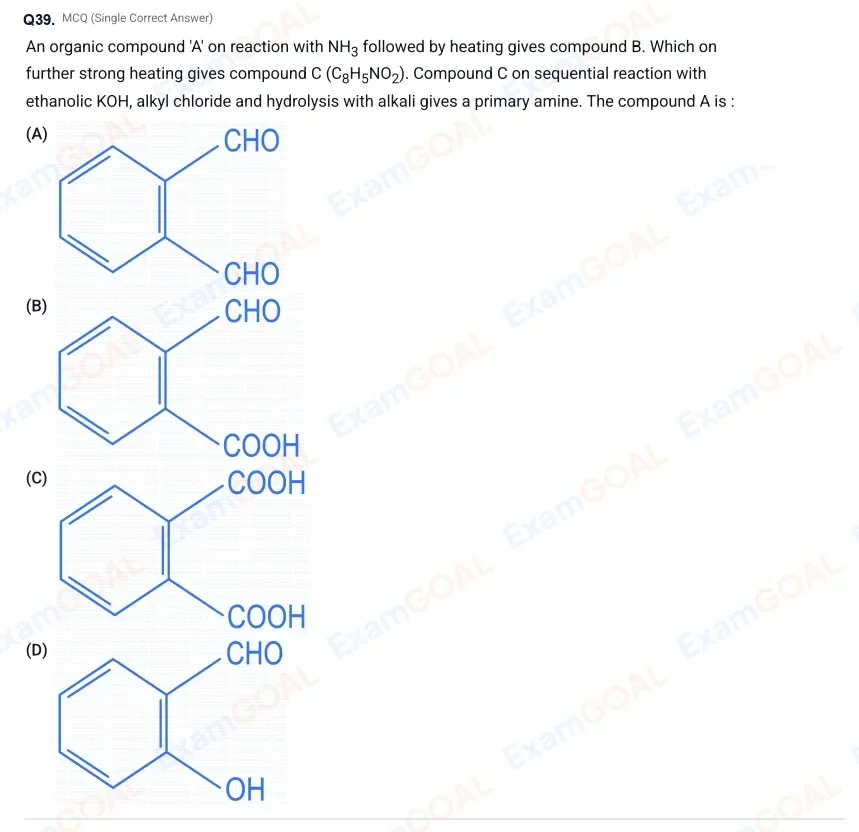 Q39. MCQ (Single Correct Answer)
An organic compound 'A' on reaction with NH₃ followed by heating gives compound B. Which on
further strong heating gives compound C (C₈H₅NO₂). Compound C on sequential reaction with
ethanolic KOH, alkyl chloride and hydrolysis with alkali gives a primary amine. The compound A is :
(A)
CHO
CHO
(B)
CHO
COOH
(C)
COOH
COOH
(D)
CHO
OH
ExamGOAL